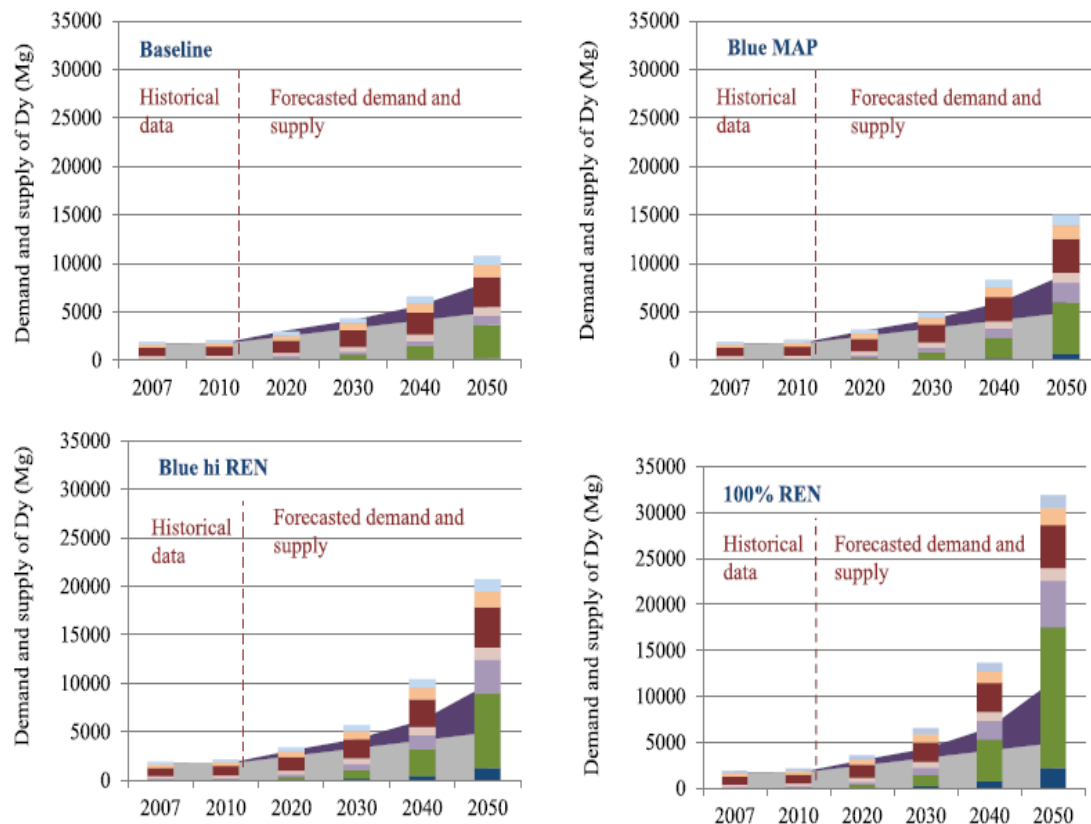 Demand and supply of Dy (Mg)
35000
30000
25000
20000
15000
10000
5000
0
Baseline
Historical
data
Forecasted demand and
supply
2007 2010 2020 2030 2040 2050
Demand and supply of Dy (Mg)
35000
30000
25000
20000
15000
10000
5000
0
Blue MAP
Historical
data
Forecasted demand and
supply
2007 2010 2020 2030 2040 2050
Demand and supply of Dy (Mg)
35000
30000
25000
20000
15000
10000
5000
0
Blue hi REN
Historical
data
Forecasted demand and
supply
2007 2010 2020 2030 2040 2050
Demand and supply of Dy (Mg)
35000
30000
25000
20000
15000
10000
5000
0
100% REN
Historical
data
Forecasted demand and
supply
2007 2010 2020 2030 2040 2050